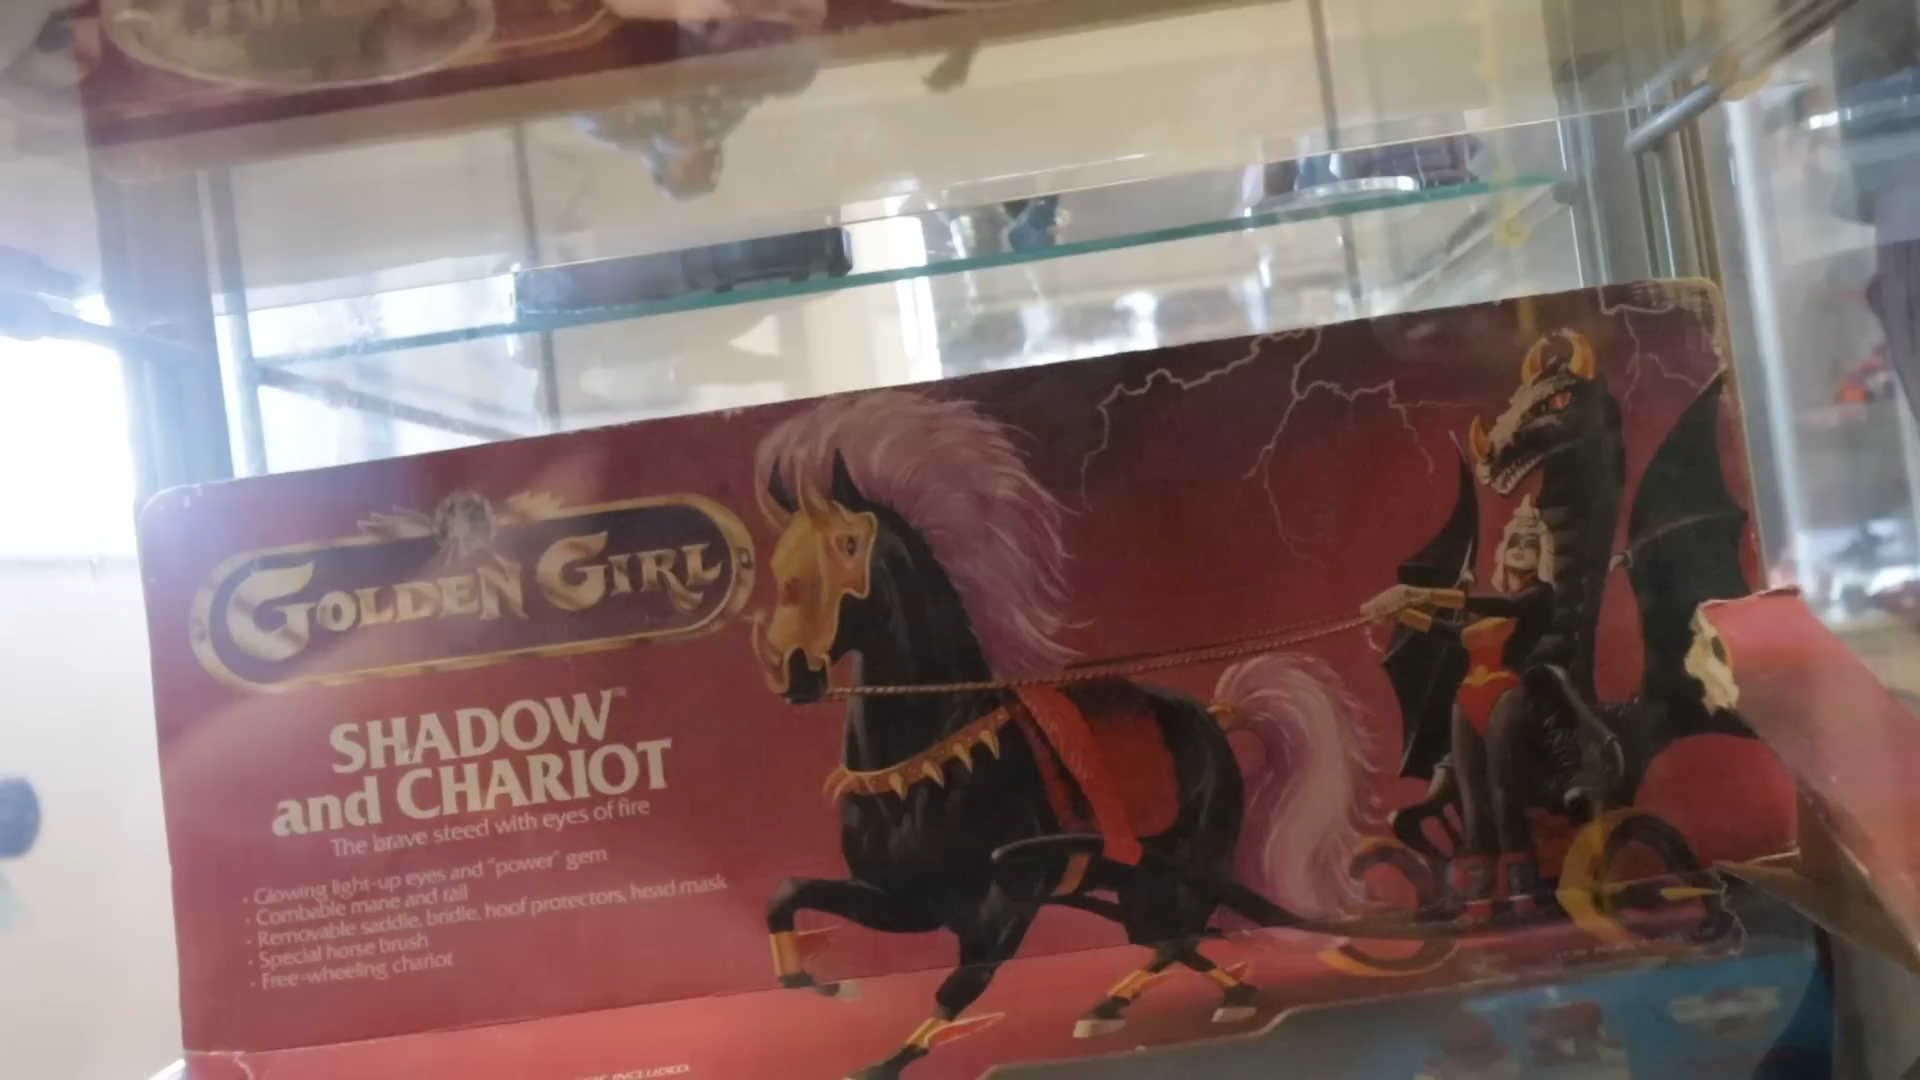 GOLDEN GIRL
SHADOW™
and CHARIOT
The brave steed with eyes of fire
· Glowing light-up eyes and "power" gem
· Combable mane and tail
· Removable saddle, bridle, hoof protectors, head mask
· Special horse brush
· Free-wheeling chariot
INCLUDED.